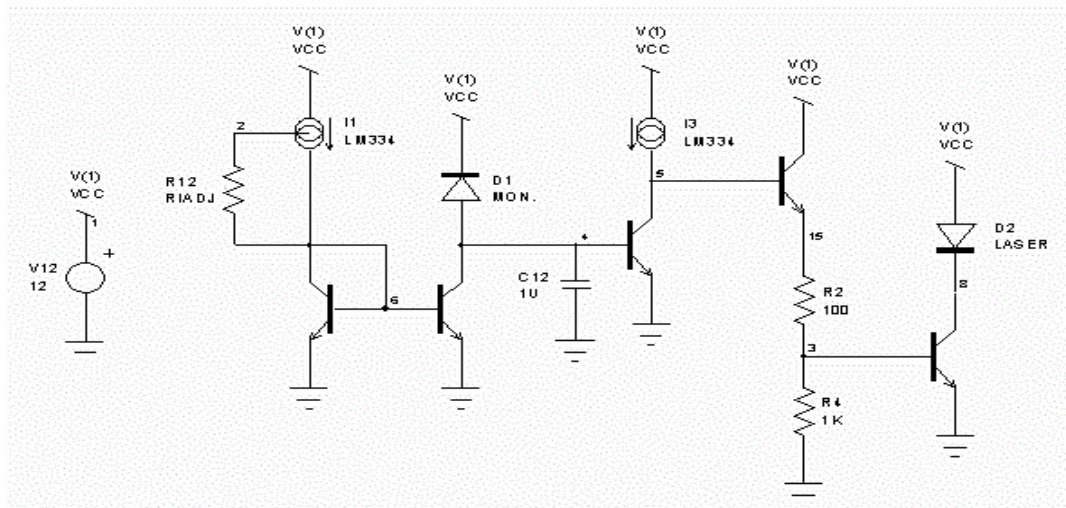 V(1)
VCC
V(1)
VCC
1
V12
12
+
2
R12
RIADJ
I1
LM334
6
V(1)
VCC
D1
MON.
4
C12
1U
V(1)
VCC
I3
LM334
5
V(1)
VCC
15
R2
100
3
R4
1K
V(1)
VCC
D2
LASER
8